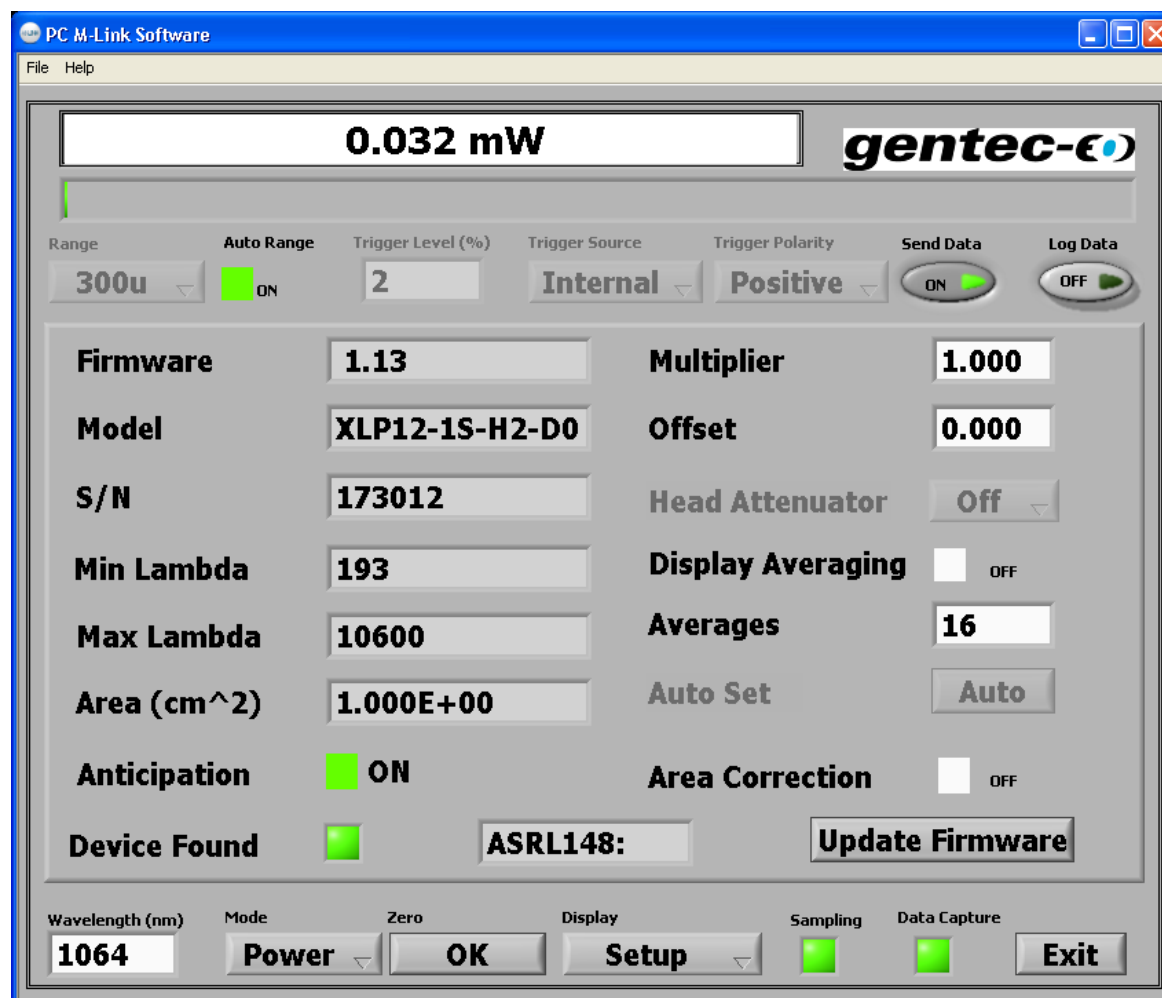 PC M-Link Software
File Help
0.032 mW
gentec-EO
Range Auto Range Trigger Level (%) Trigger Source Trigger Polarity Send Data Log Data
300u ON 2 Internal Positive ON OFF
Firmware 1.13 Multiplier 1.000
Model XLP12-1S-H2-D0 Offset 0.000
S/N 173012 Head Attenuator Off
Min Lambda 193 Display Averaging OFF
Max Lambda 10600 Averages 16
Area (cm^2) 1.000E+00 Auto Set Auto
Anticipation ON Area Correction OFF
Device Found ASRL148: Update Firmware
Wavelength (nm) Mode Zero Display Sampling Data Capture
1064 Power OK Setup Exit